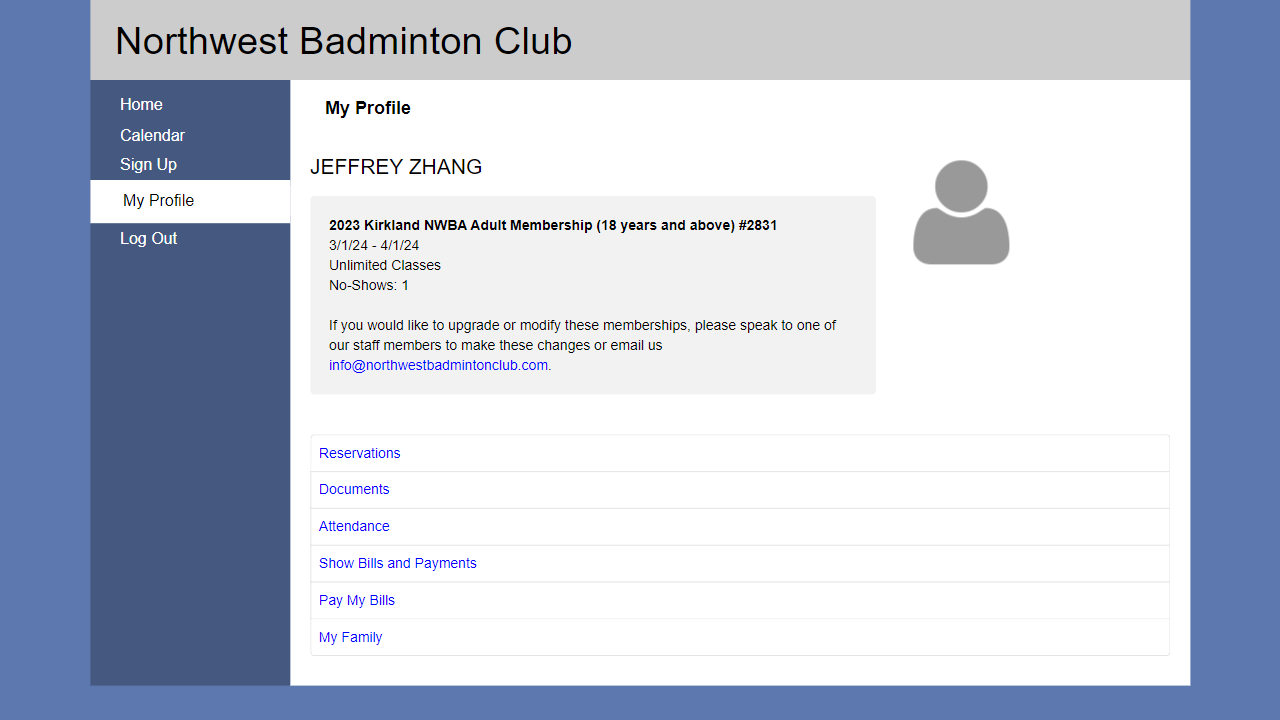 Northwest Badminton Club
Home
Calendar
Sign Up
My Profile
Log Out
My Profile
JEFFREY ZHANG
2023 Kirkland NWBA Adult Membership (18 years and above) #2831
3/1/24 - 4/1/24
Unlimited Classes
No-Shows: 1
If you would like to upgrade or modify these memberships, please speak to one of
our staff members to make these changes or email us
info@northwestbadmintonclub.com.
Reservations
Documents
Attendance
Show Bills and Payments
Pay My Bills
My Family